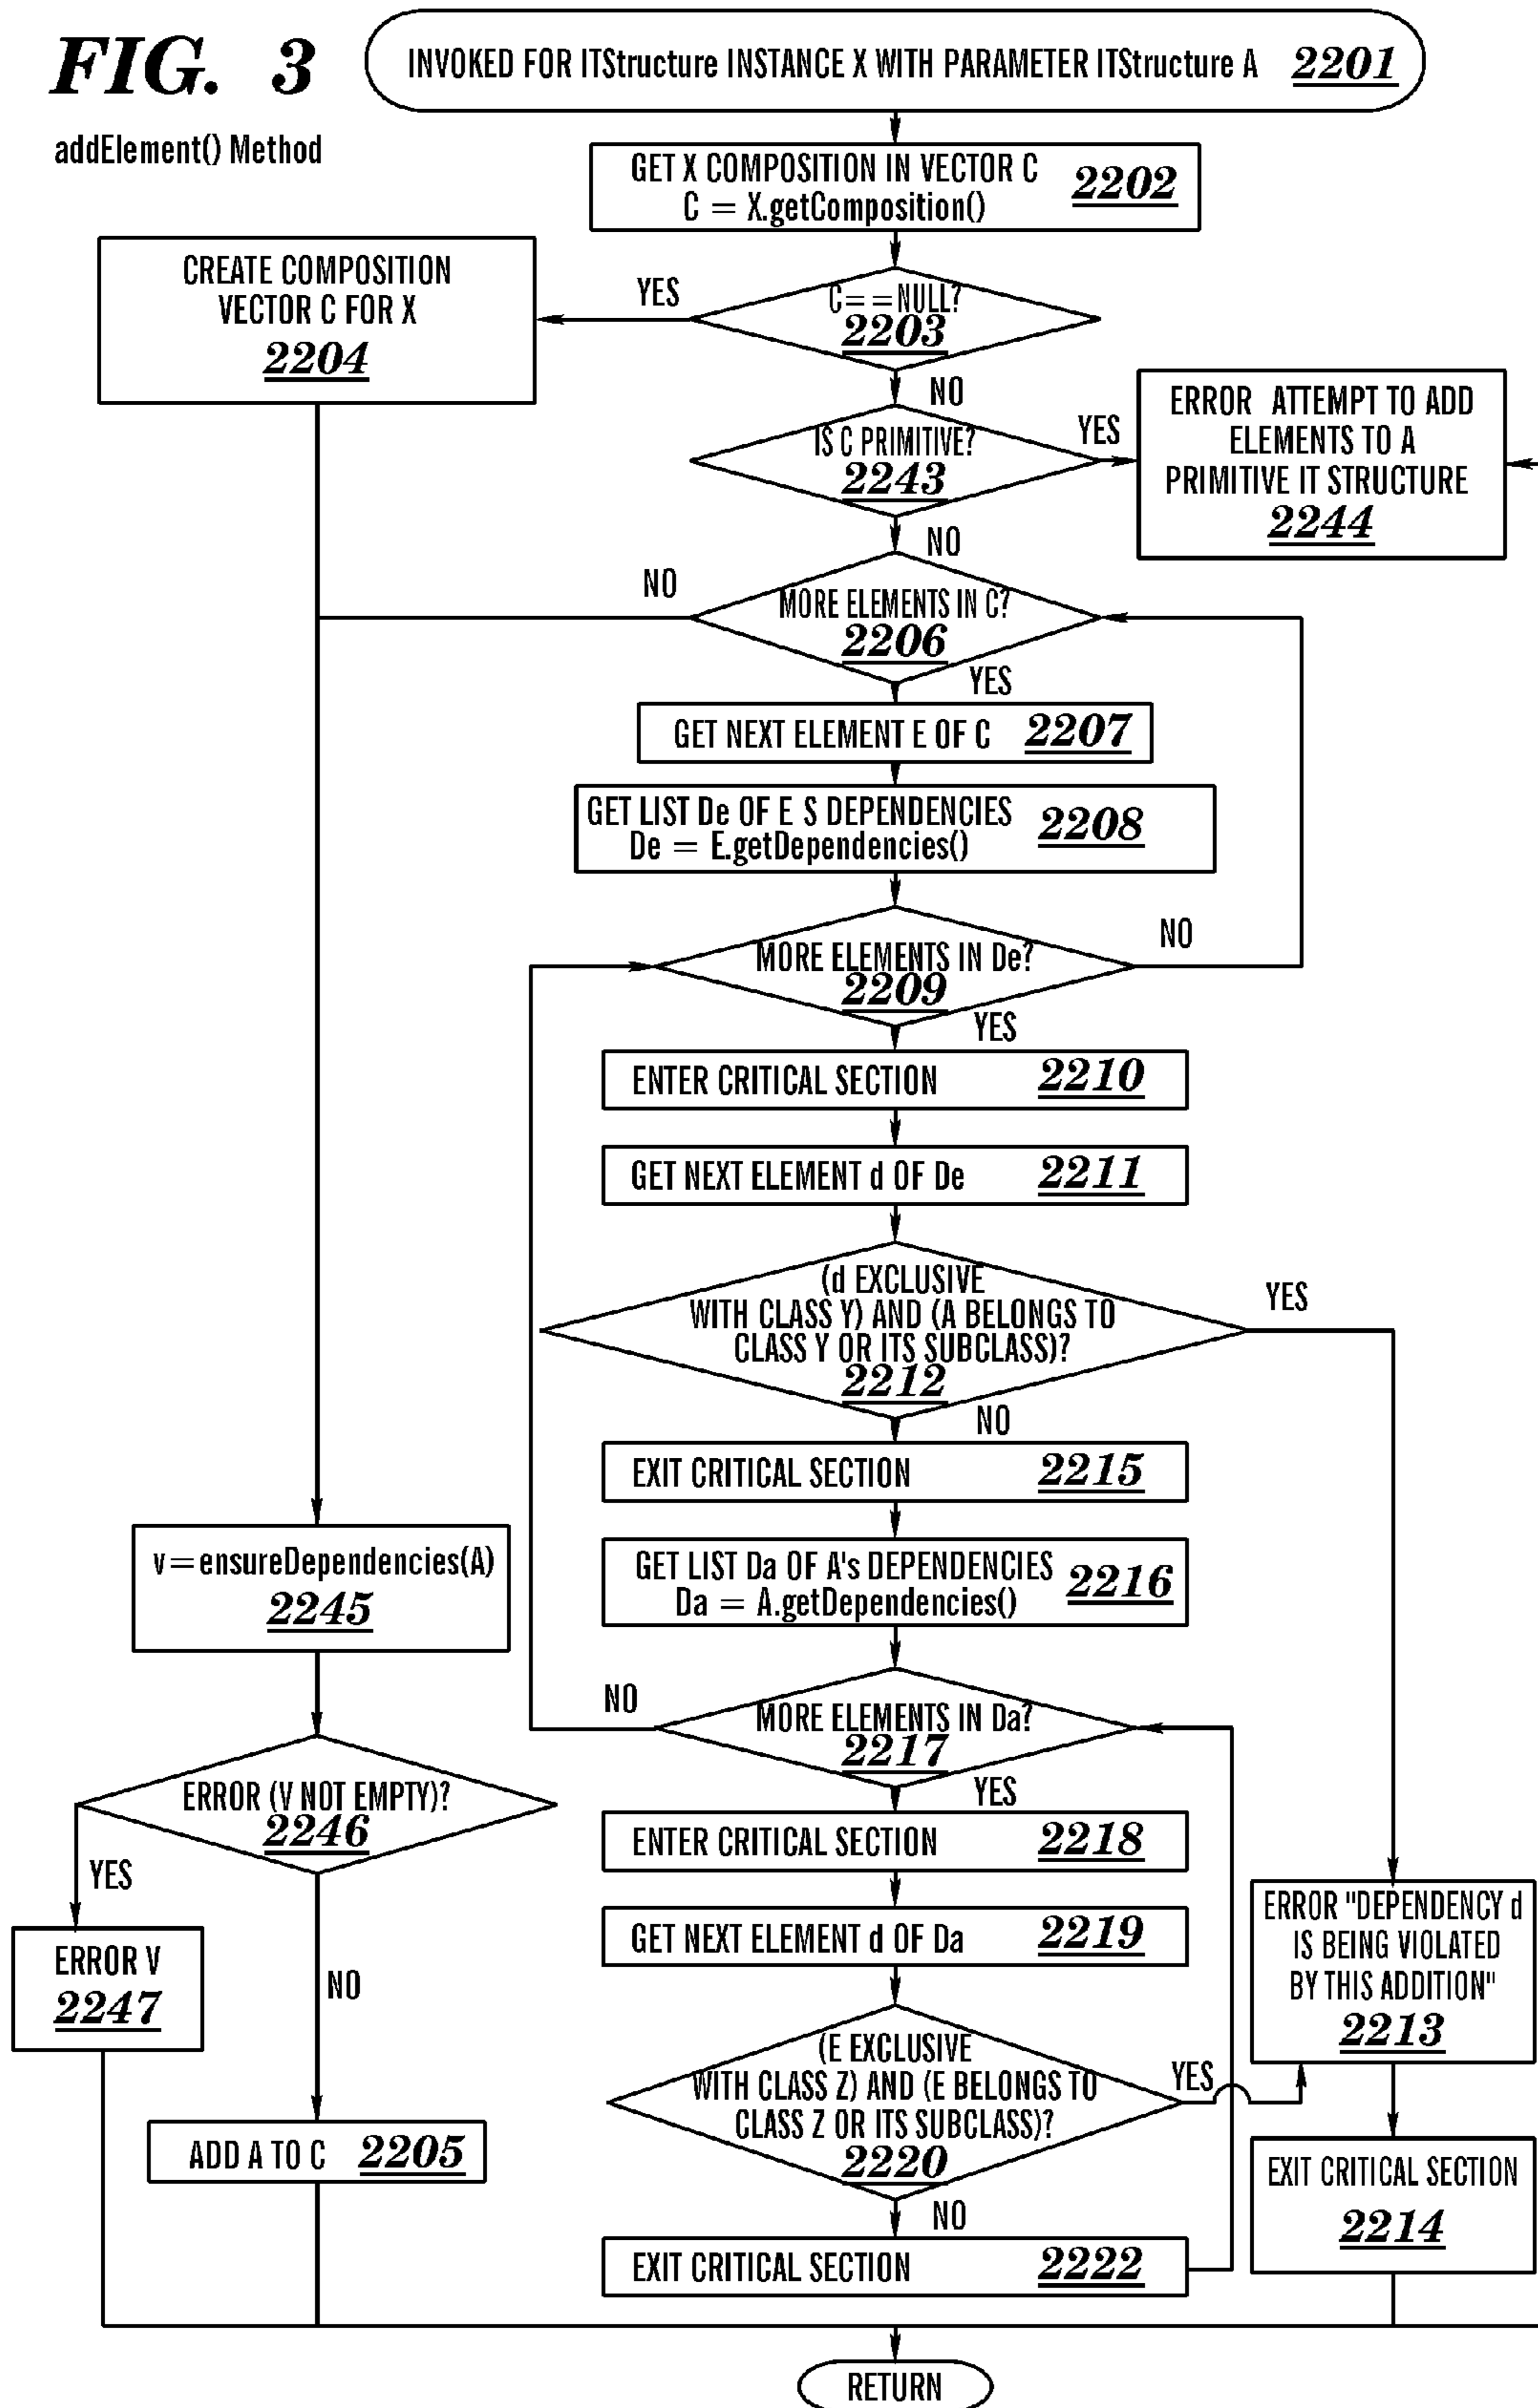 FIG. 3
addElement() Method
INVOKED FOR ITStructure INSTANCE X WITH PARAMETER ITStructure A 2201
GET X COMPOSITION IN VECTOR C
C = X.getComposition()
2202
C==NULL?
2203
YES
NO
CREATE COMPOSITION
VECTOR C FOR X
2204
IS C PRIMITIVE?
2243
YES
NO
ERROR ATTEMPT TO ADD
ELEMENTS TO A
PRIMITIVE IT STRUCTURE
2244
MORE ELEMENTS IN C?
2206
NO
YES
GET NEXT ELEMENT E OF C 2207
GET LIST De OF E S DEPENDENCIES
De = E.getDependencies()
2208
MORE ELEMENTS IN De?
2209
NO
YES
ENTER CRITICAL SECTION 2210
GET NEXT ELEMENT d OF De 2211
(d EXCLUSIVE
WITH CLASS Y) AND (A BELONGS TO
CLASS Y OR ITS SUBCLASS)?
2212
YES
NO
EXIT CRITICAL SECTION 2215
GET LIST Da OF A's DEPENDENCIES
Da = A.getDependencies()
2216
MORE ELEMENTS IN Da?
2217
NO
YES
ENTER CRITICAL SECTION 2218
GET NEXT ELEMENT d OF Da 2219
(E EXCLUSIVE
WITH CLASS Z) AND (E BELONGS TO
CLASS Z OR ITS SUBCLASS)?
2220
YES
NO
EXIT CRITICAL SECTION 2222
v=ensureDependencies(A)
2245
ERROR (V NOT EMPTY)?
2246
YES
NO
ERROR V
2247
ADD A TO C 2205
ERROR "DEPENDENCY d
IS BEING VIOLATED
BY THIS ADDITION"
2213
EXIT CRITICAL SECTION
2214
RETURN